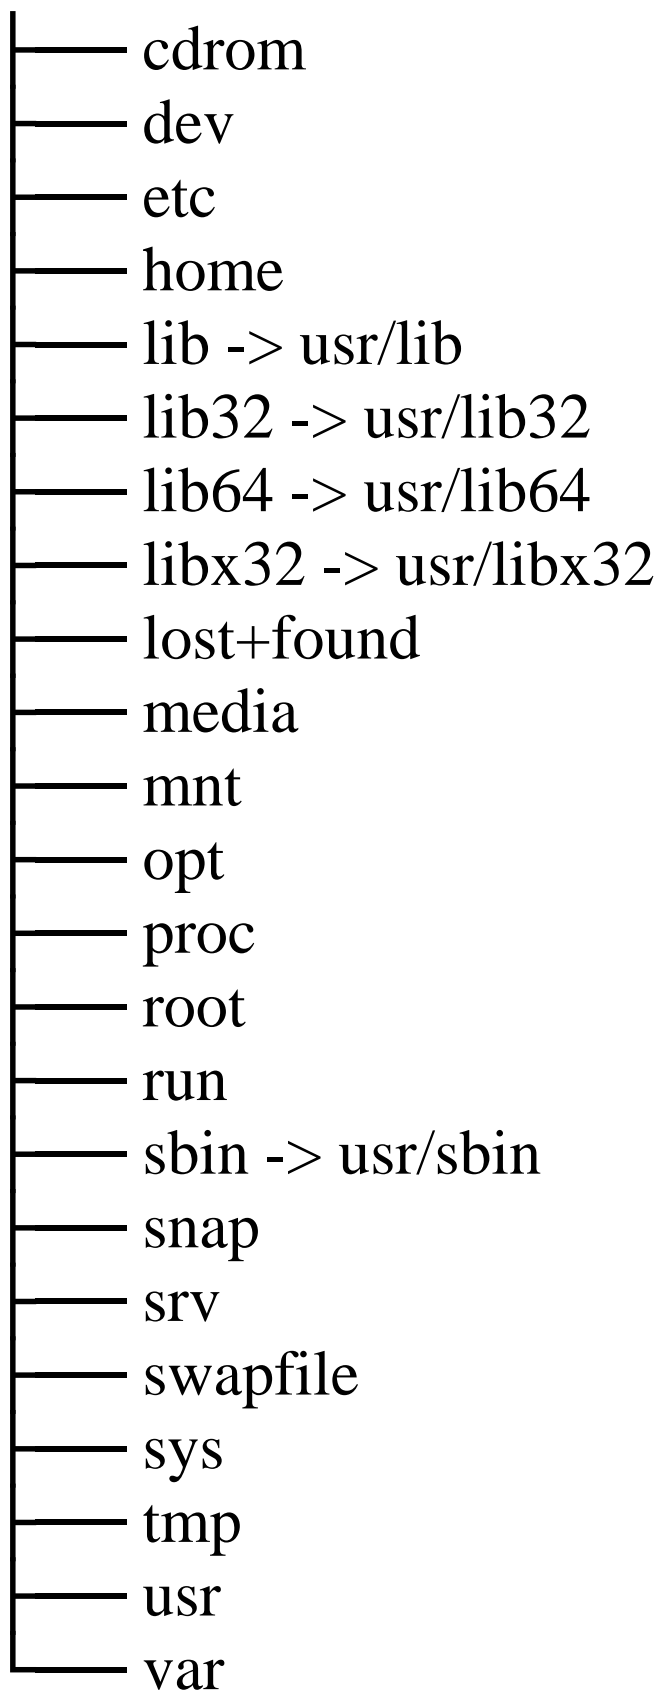 cdrom
dev
etc
home
lib -> usr/lib
lib32 -> usr/lib32
lib64 -> usr/lib64
libx32 -> usr/libx32
lost+found
media
mnt
opt
proc
root
run
sbin -> usr/sbin
snap
srv
swapfile
sys
tmp
usr
var